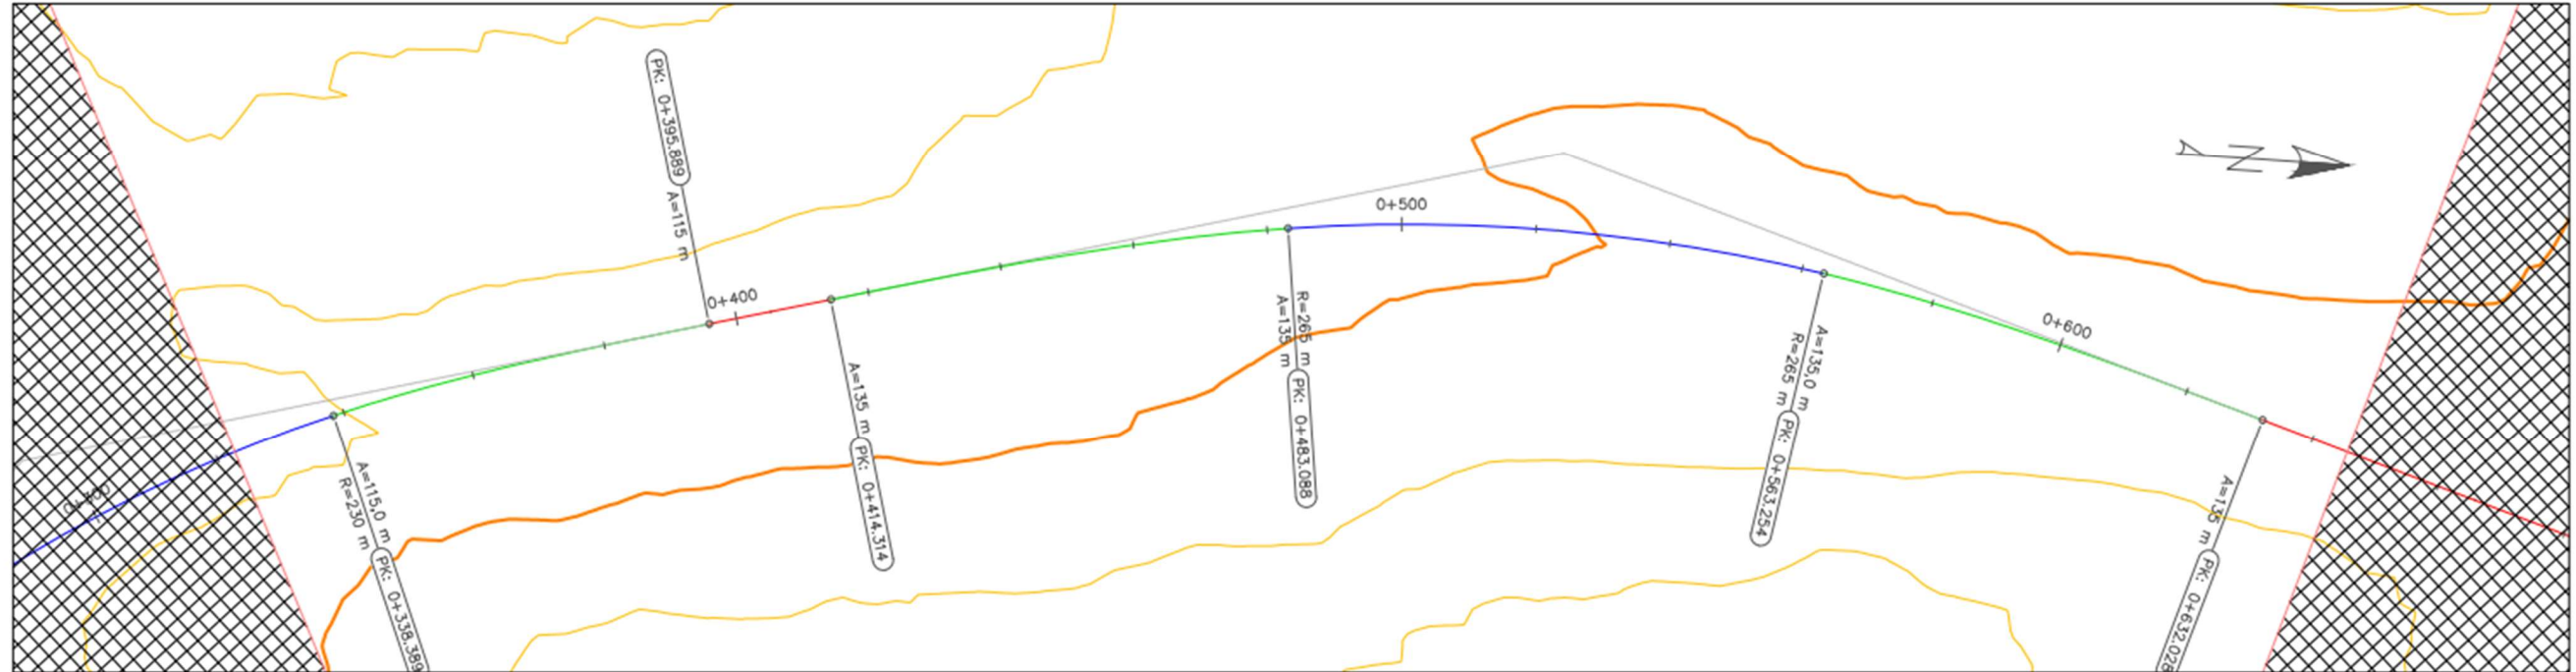 PK: 0+395.889
A=115 m
0+400
0+500
0+600
N
A=115,0 m
R=230 m
PK: 0+338.389
A=135 m
PK: 0+414.314
R=265 m
A=135 m
PK: 0+483.088
A=135,0 m
R=265 m
PK: 0+563.254
A=135 m
PK: 0+632.028